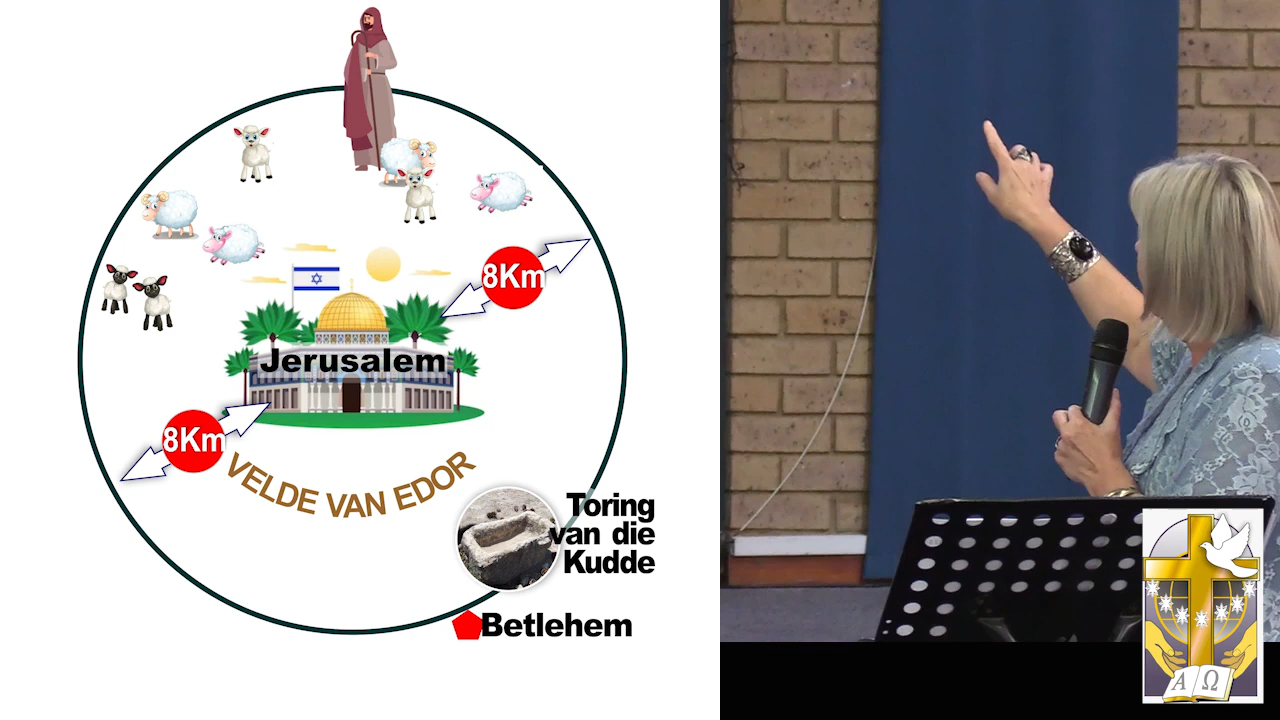 8Km
Jerusalem
8Km
VELDE VAN EDOR
Toring
van die
Kudde
Betlehem
Α Ω